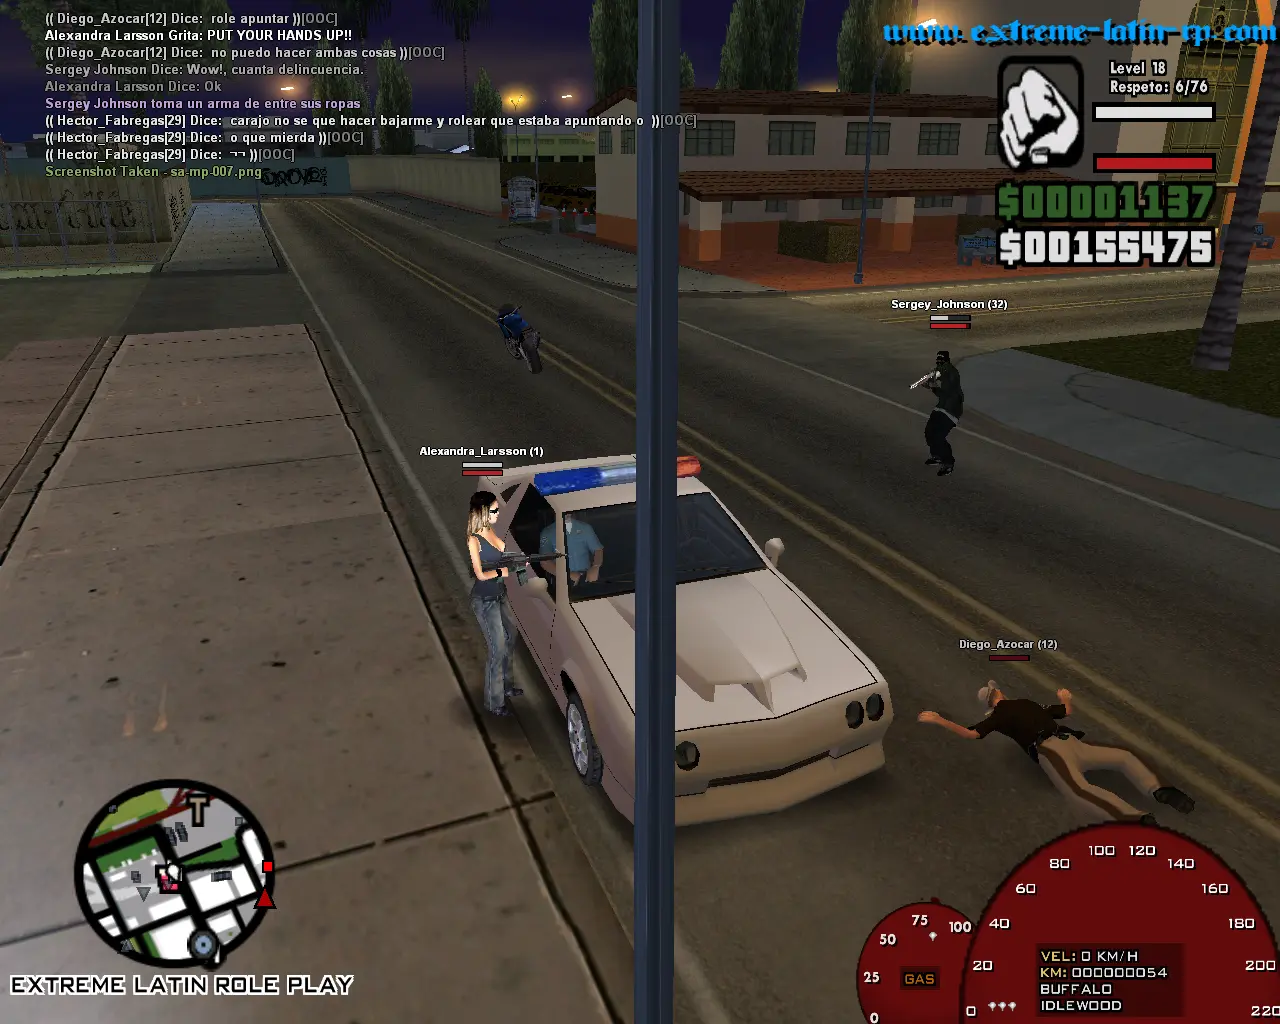 (( Diego_Azocar[12] Dice:  role apuntar ))[OOC]
Alexandra Larsson Grita: PUT YOUR HANDS UP!!
(( Diego_Azocar[12] Dice:  no puedo hacer ambas cosas ))[OOC]
Sergey Johnson Dice: Wow!, cuanta delincuencia.
Alexandra Larsson Dice: Ok
Sergey Johnson toma un arma de entre sus ropas
(( Hector_Fabregas[29] Dice:  carajo no se que hacer bajarme y rolear que estaba apuntando o  ))[OOC]
(( Hector_Fabregas[29] Dice:  o que mierda ))[OOC]
(( Hector_Fabregas[29] Dice:  ¬¬ ))[OOC]
Screenshot Taken - sa-mp-007.png
www.extreme-latin-rp.com
Level 18
Respeto: 6/76
$00001137
$00155475
Sergey_Johnson (32)
Alexandra_Larsson (1)
Diego_Azocar (12)
T
EXTREME LATIN ROLE PLAY
0
25
50
75
100
GAS
0
20
40
60
80
100
120
140
160
180
200
220
VEL: 0 KM/H
KM: 000000054
BUFFALO
IDLEWOOD